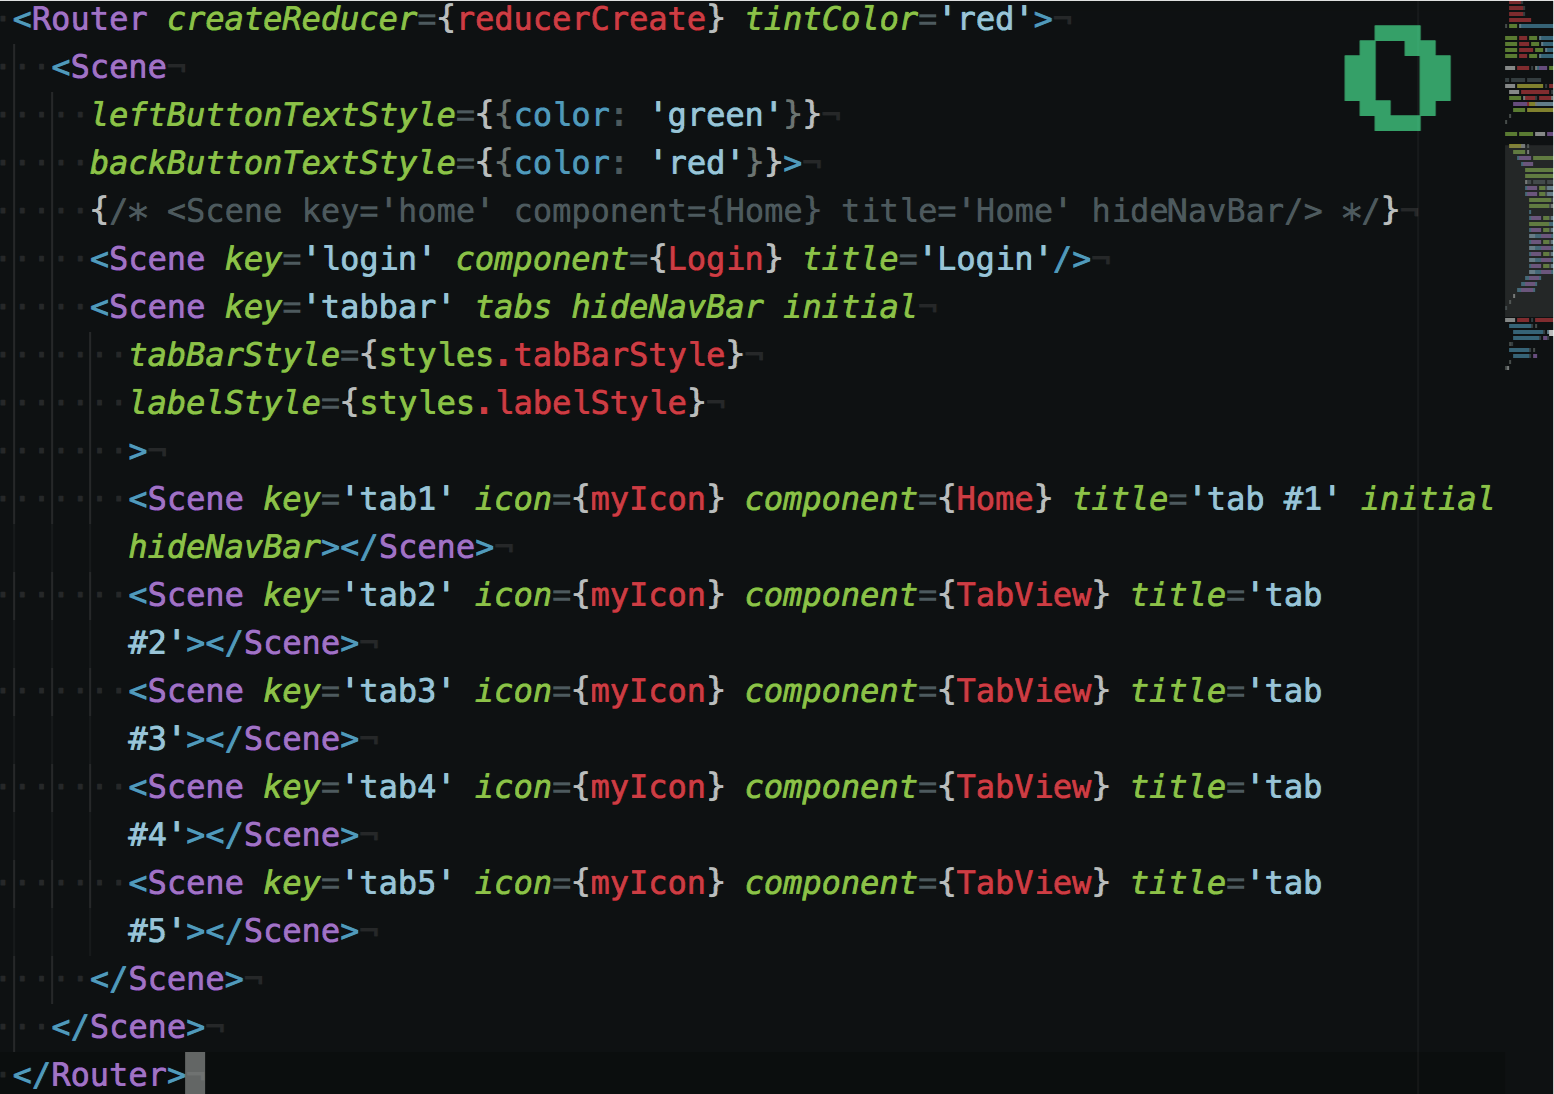 <Router createReducer={reducerCreate} tintColor='red'>
<Scene
leftButtonTextStyle={{color: 'green'}}
backButtonTextStyle={{color: 'red'}}>
{/* <Scene key='home' component={Home} title='Home' hideNavBar/> */}
<Scene key='login' component={Login} title='Login'/>
<Scene key='tabbar' tabs hideNavBar initial
tabBarStyle={styles.tabBarStyle}
labelStyle={styles.labelStyle}
>
<Scene key='tab1' icon={myIcon} component={Home} title='tab #1' initial
hideNavBar></Scene>
<Scene key='tab2' icon={myIcon} component={TabView} title='tab
#2'></Scene>
<Scene key='tab3' icon={myIcon} component={TabView} title='tab
#3'></Scene>
<Scene key='tab4' icon={myIcon} component={TabView} title='tab
#4'></Scene>
<Scene key='tab5' icon={myIcon} component={TabView} title='tab
#5'></Scene>
</Scene>
</Scene>
</Router>
0